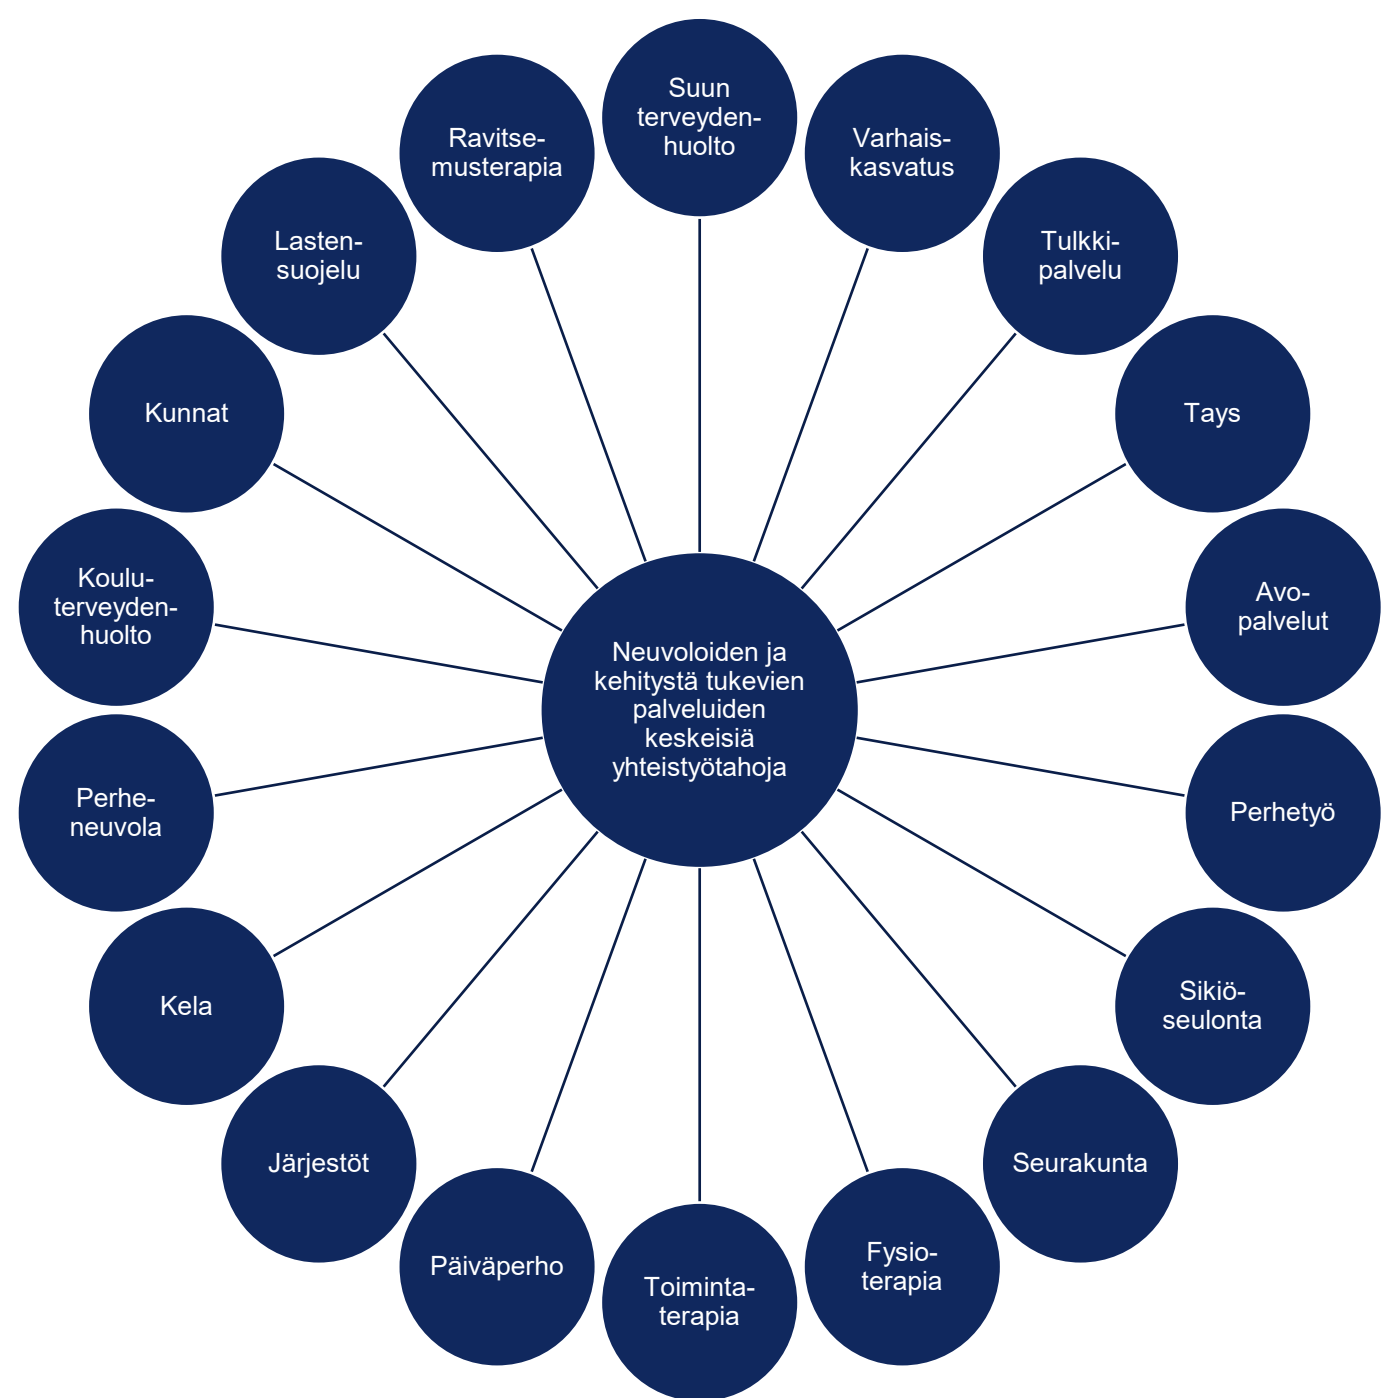 Suun
terveyden-
huolto
Varhais-
kasvatus
Tulkki-
palvelu
Tays
Avo-
palvelut
Perhetyö
Sikiö-
seulonta
Seurakunta
Fysio-
terapia
Toiminta-
terapia
Päiväperho
Järjestöt
Kela
Perhe-
neuvola
Koulu-
terveyden-
huolto
Kunnat
Lasten-
suojelu
Ravitse-
musterapia
Neuvoloiden ja
kehitystä tukevien
palveluiden
keskeisiä
yhteistyötahoja